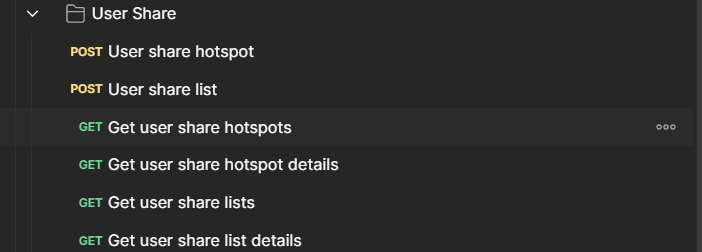 User Share
POST User share hotspot
POST User share list
GET Get user share hotspots
GET Get user share hotspot details
GET Get user share lists
GET Get user share list details